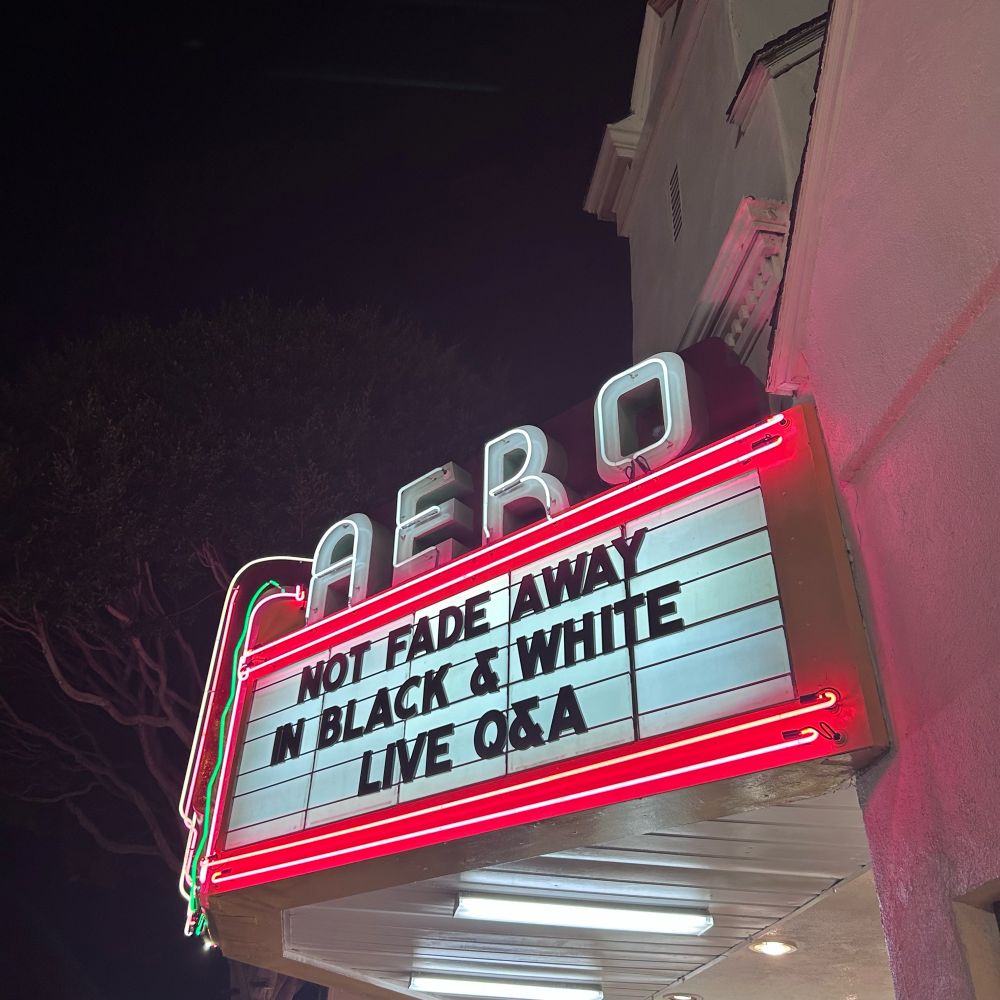 AERO
NOT FADE AWAY
IN BLACK & WHITE
LIVE Q&A